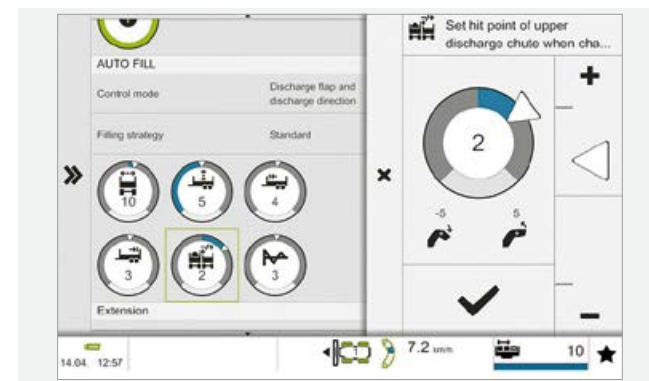 Set hit point of upper
discharge chute when cha...
AUTO FILL
Control mode
Discharge flap and
discharge direction
Filling strategy
Standard
10
5
4
3
2
3
Extension
2
-5
5
14.04. 12:57
1
7.2 km/h
10